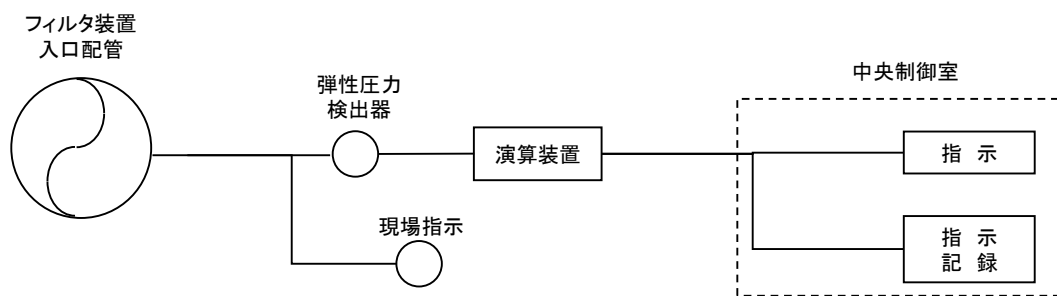 フィルタ装置
入口配管
弾性圧力
検出器
演算装置
現場指示
中央制御室
指 示
指 示
記 録